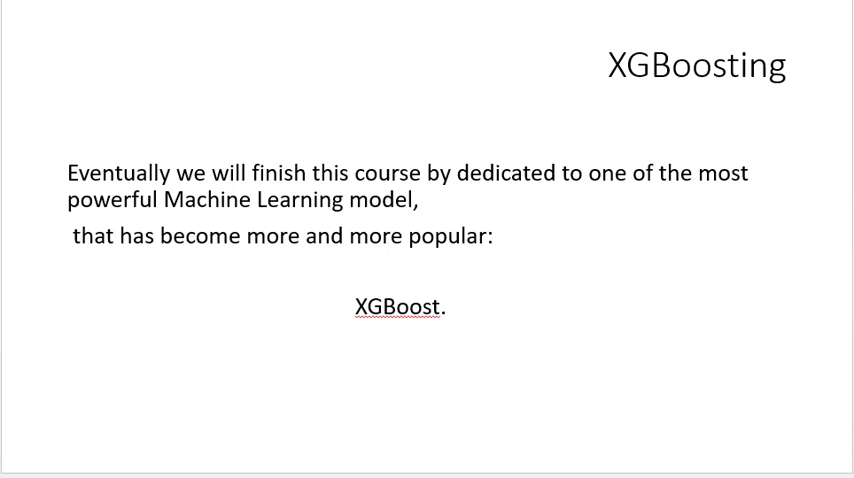 XGBoosting
Eventually we will finish this course by dedicated to one of the most
powerful Machine Learning model,
that has become more and more popular:
XGBoost.